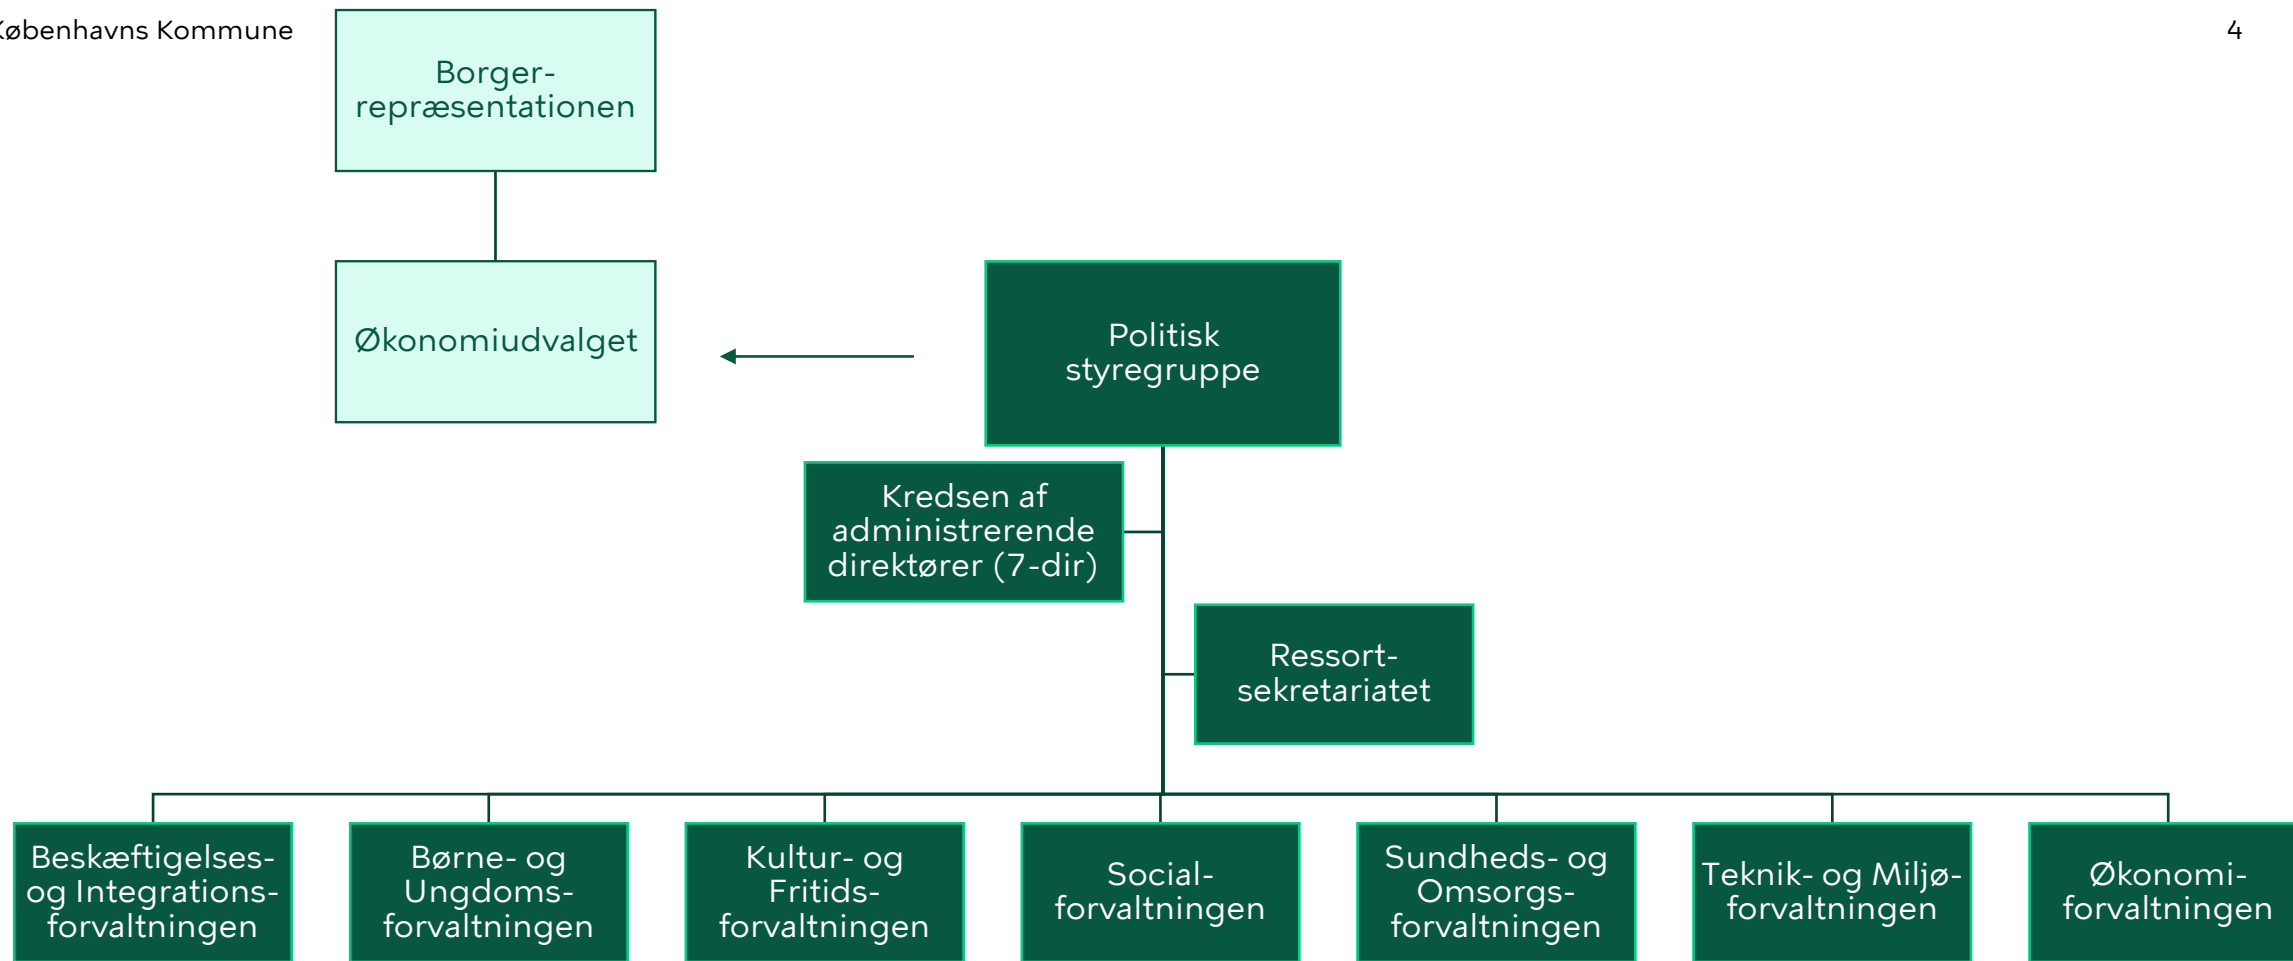 Københavns Kommune
4
Borger-
repræsentationen
Økonomiudvalget
Politisk
styregruppe
Kredsen af
administrerende
direktører (7-dir)
Ressort-
sekretariatet
Beskæftigelses-
og Integrations-
forvaltningen
Børne- og
Ungdoms-
forvaltningen
Kultur- og
Fritids-
forvaltningen
Social-
forvaltningen
Sundheds- og
Omsorgs-
forvaltningen
Teknik- og Miljø-
forvaltningen
Økonomi-
forvaltningen